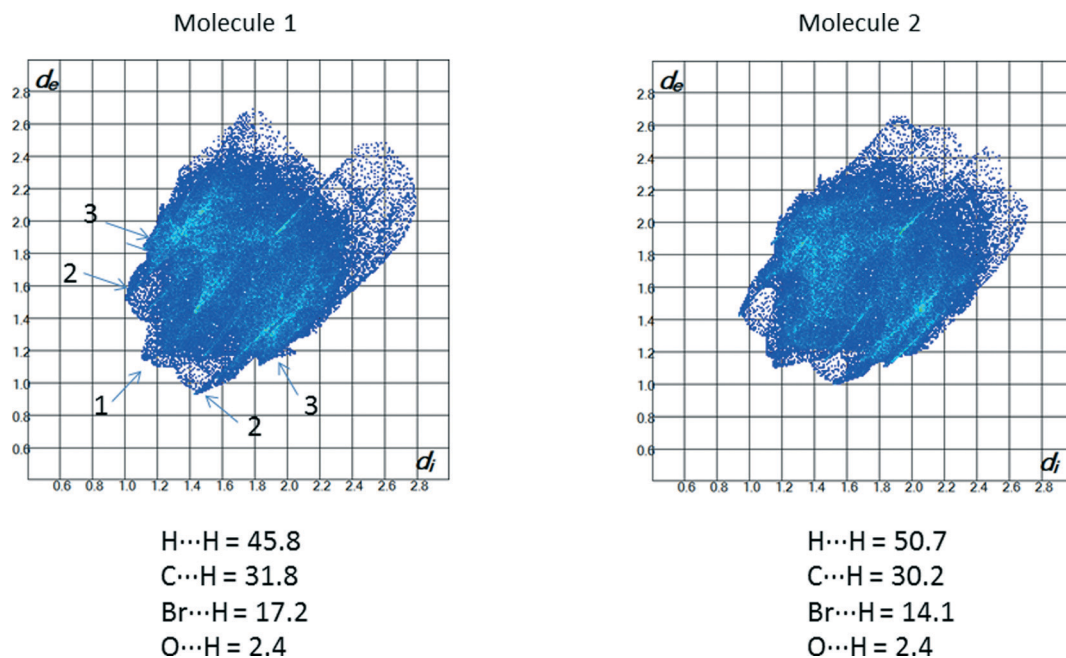 Molecule 1
Molecule 2
de
2.8
2.6
2.4
2.2
2.0
1.8
1.6
1.4
1.2
1.0
0.8
0.6
0.6 0.8 1.0 1.2 1.4 1.6 1.8 2.0 2.2 2.4 2.6 2.8
di
3
2
1
2
3
de
2.8
2.6
2.4
2.2
2.0
1.8
1.6
1.4
1.2
1.0
0.8
0.6
0.6 0.8 1.0 1.2 1.4 1.6 1.8 2.0 2.2 2.4 2.6 2.8
di
H···H = 45.8
C···H = 31.8
Br···H = 17.2
O···H = 2.4
H···H = 50.7
C···H = 30.2
Br···H = 14.1
O···H = 2.4